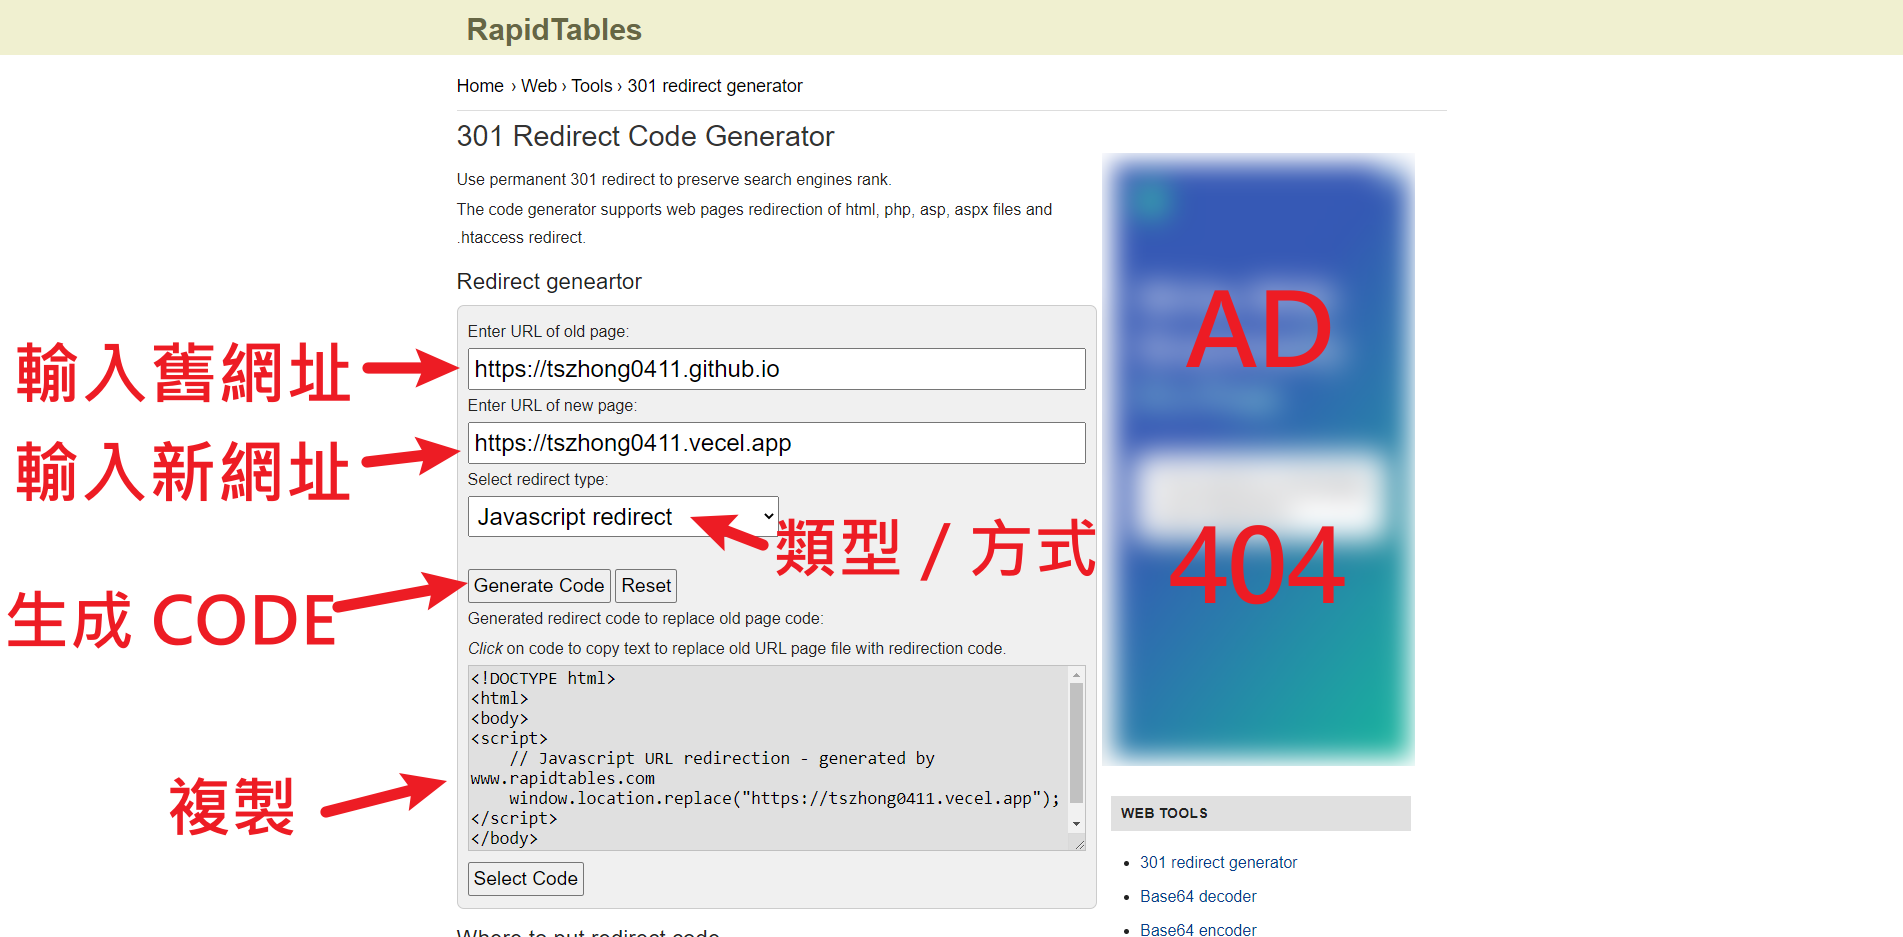 RapidTables
Home › Web › Tools › 301 redirect generator
301 Redirect Code Generator
Use permanent 301 redirect to preserve search engines rank.
The code generator supports web pages redirection of html, php, asp, aspx files and
.htaccess redirect.
Redirect geneartor
Enter URL of old page:
輸入舊網址
https://tszhong0411.github.io
Enter URL of new page:
輸入新網址
https://tszhong0411.vecel.app
Select redirect type:
Javascript redirect
類型 / 方式
生成 CODE
Generate Code Reset
Generated redirect code to replace old page code:
Click on code to copy text to replace old URL page file with redirection code.
<!DOCTYPE html>
<html>
<body>
<script>
// Javascript URL redirection - generated by
www.rapidtables.com
window.location.replace("https://tszhong0411.vecel.app");
</script>
</body>
複製
Select Code
Where to put redirect code
AD
404
WEB TOOLS
301 redirect generator
Base64 decoder
Base64 encoder